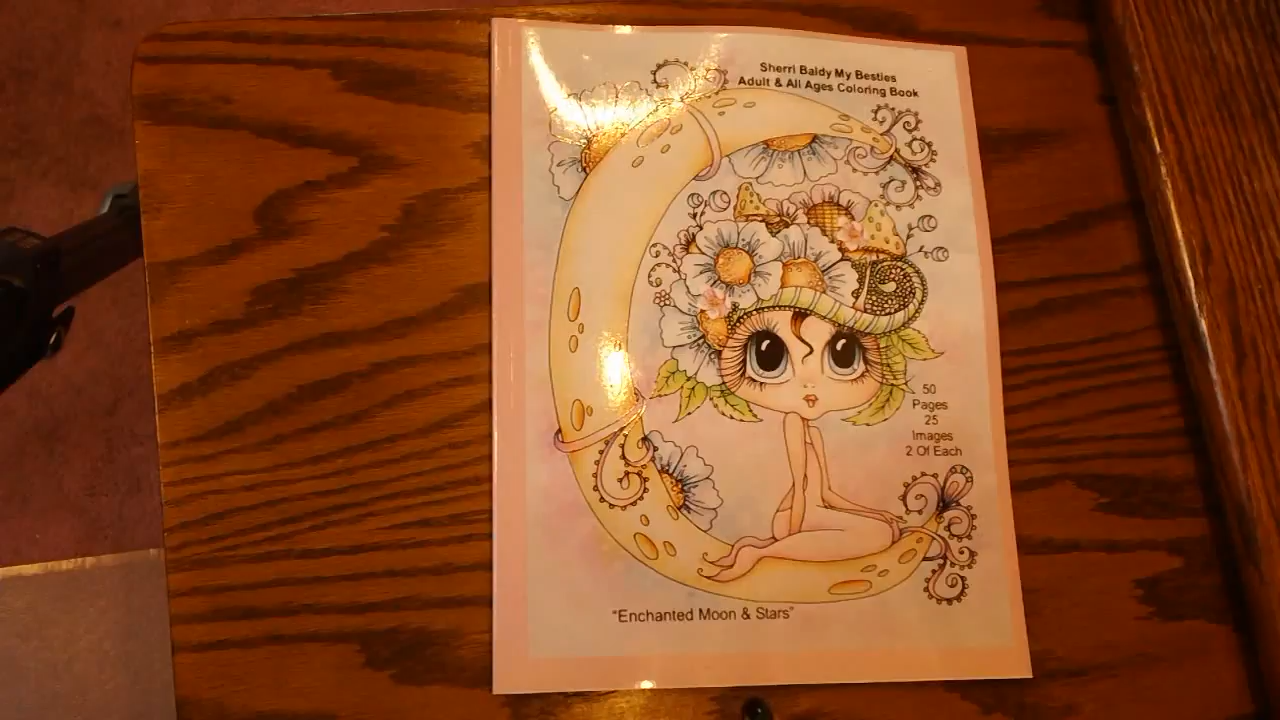 Sherri Baldy My Besties
Adult & All Ages Coloring Book
50
Pages
25
Images
2 Of Each
"Enchanted Moon & Stars"